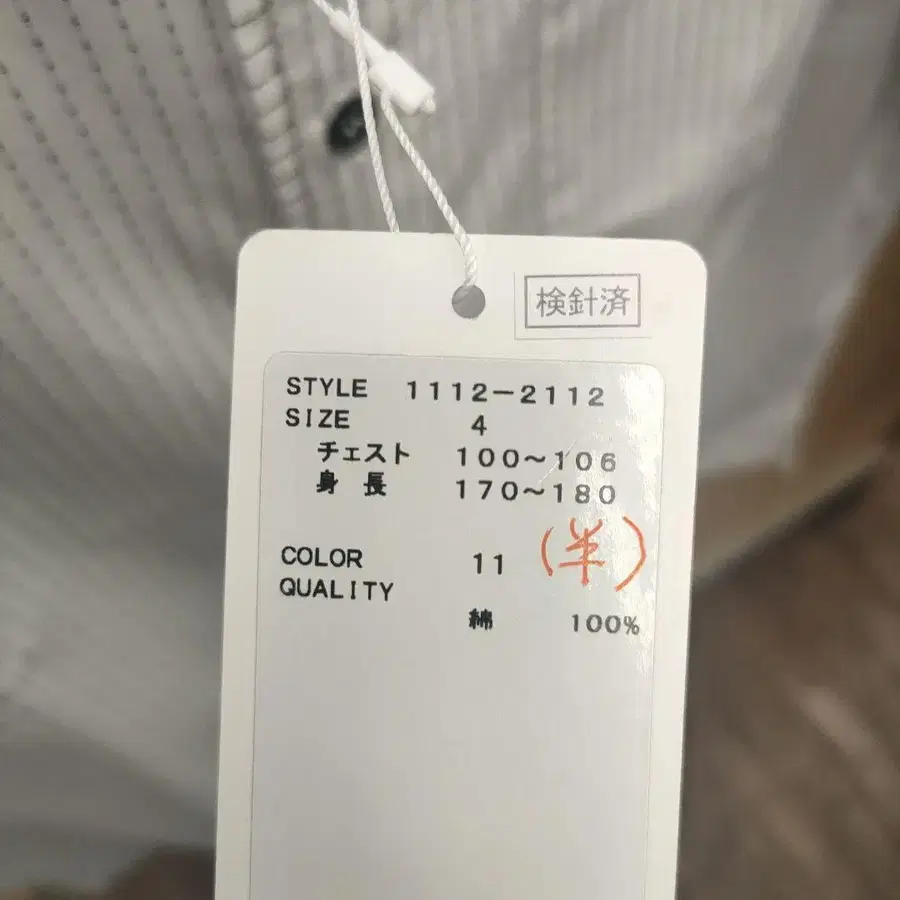 検針済
STYLE 1112-2112
SIZE 4
チェスト 100~106
身長 170~180
COLOR 11 (半)
QUALITY
綿 100%